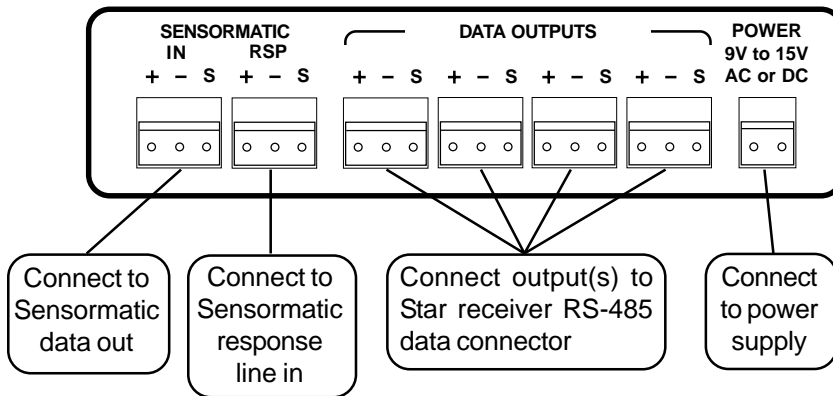 SENSORMATIC
IN RSP
DATA OUTPUTS
POWER
9V to 15V
AC or DC
+ − S + − S + − S + − S + − S + − S
Connect to
Sensormatic
data out
Connect to
Sensormatic
response
line in
Connect output(s) to
Star receiver RS-485
data connector
Connect
to power
supply